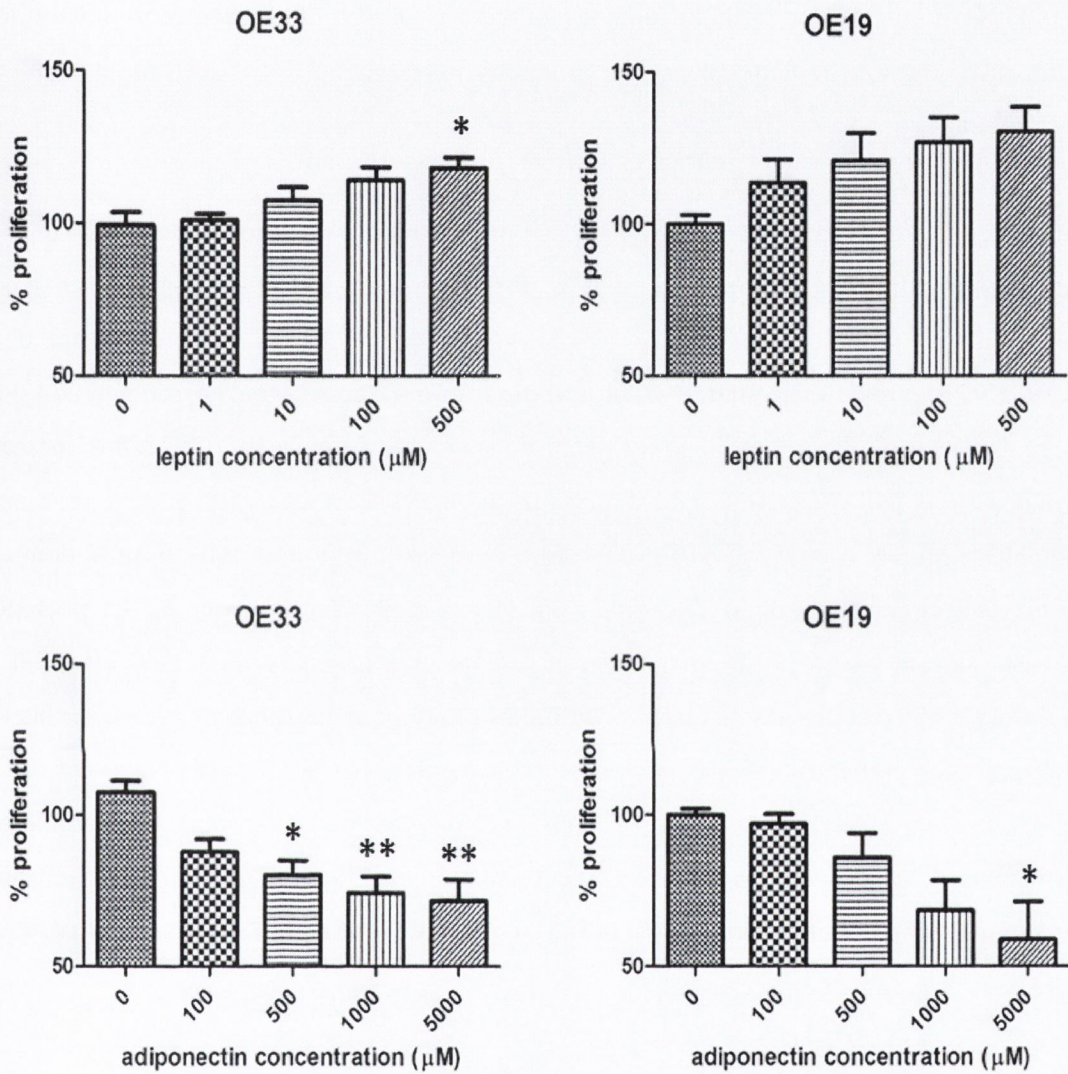 OE33
150
100
50
% proliferation
*
0 1 10 100 500
leptin concentration (μM)
OE19
150
100
50
% proliferation
0 1 10 100 500
leptin concentration (μM)
OE33
150
100
50
% proliferation
* ** **
0 100 500 1000 5000
adiponectin concentration (μM)
OE19
150
100
50
% proliferation
*
0 100 500 1000 5000
adiponectin concentration (μM)